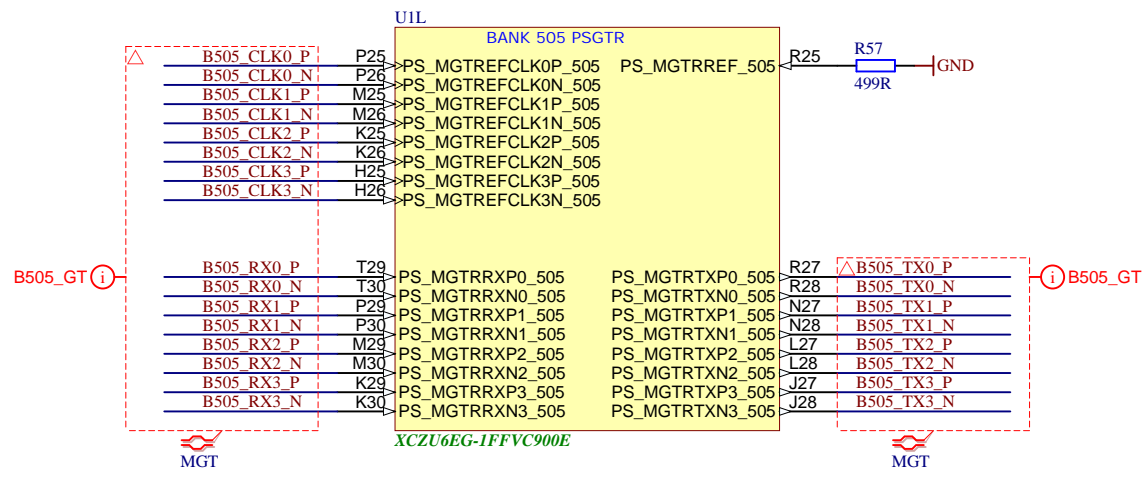 U1L
BANK 505 PSGTR
B505_CLK0_P P25 PS_MGTREFCLK0P_505 PS_MGTRREF_505 R25 R57 499R GND
B505_CLK0_N P26 PS_MGTREFCLK0N_505
B505_CLK1_P M25 PS_MGTREFCLK1P_505
B505_CLK1_N M26 PS_MGTREFCLK1N_505
B505_CLK2_P K25 PS_MGTREFCLK2P_505
B505_CLK2_N K26 PS_MGTREFCLK2N_505
B505_CLK3_P H25 PS_MGTREFCLK3P_505
B505_CLK3_N H26 PS_MGTREFCLK3N_505
B505_GT i
B505_RX0_P T29 PS_MGTRRXP0_505 PS_MGTRTXP0_505 R27 B505_TX0_P
B505_RX0_N T30 PS_MGTRRXN0_505 PS_MGTRTXN0_505 R28 B505_TX0_N
B505_RX1_P P29 PS_MGTRRXP1_505 PS_MGTRTXP1_505 N27 B505_TX1_P
B505_RX1_N P30 PS_MGTRRXN1_505 PS_MGTRTXN1_505 N28 B505_TX1_N
B505_RX2_P M29 PS_MGTRRXP2_505 PS_MGTRTXP2_505 L27 B505_TX2_P
B505_RX2_N M30 PS_MGTRRXN2_505 PS_MGTRTXN2_505 L28 B505_TX2_N
B505_RX3_P K29 PS_MGTRRXP3_505 PS_MGTRTXP3_505 J27 B505_TX3_P
B505_RX3_N K30 PS_MGTRRXN3_505 PS_MGTRTXN3_505 J28 B505_TX3_N
i B505_GT
XCZU6EG-1FFVC900E
MGT
MGT